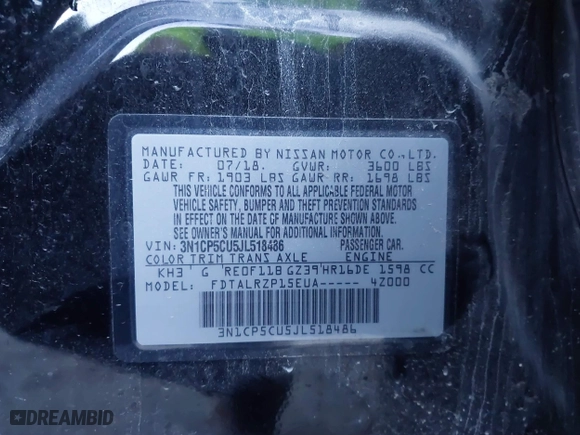 MANUFACTURED BY NISSAN MOTOR CO.,LTD.
DATE: 07/18. GVWR: 3600 LBS
GAWR FR: 1903 LBS GAWR RR: 1698 LBS
THIS VEHICLE CONFORMS TO ALL APPLICABLE FEDERAL MOTOR
VEHICLE SAFETY, BUMPER AND THEFT PREVENTION STANDARDS
IN EFFECT ON THE DATE OF MANUFACTURE SHOWN ABOVE.
SEE OWNER'S MANUAL FOR ADDITIONAL INFORMATION.
VIN: 3N1CP5CU5JL518486 PASSENGER CAR.
COLOR TRIM TRANS AXLE ENGINE
KH3 G RE0F11B GZ39 HR16DE 1598 CC
MODEL: FDTALRZP15EUA----- 4Z000
3N1CP5CU5JL518486
DREAMBID